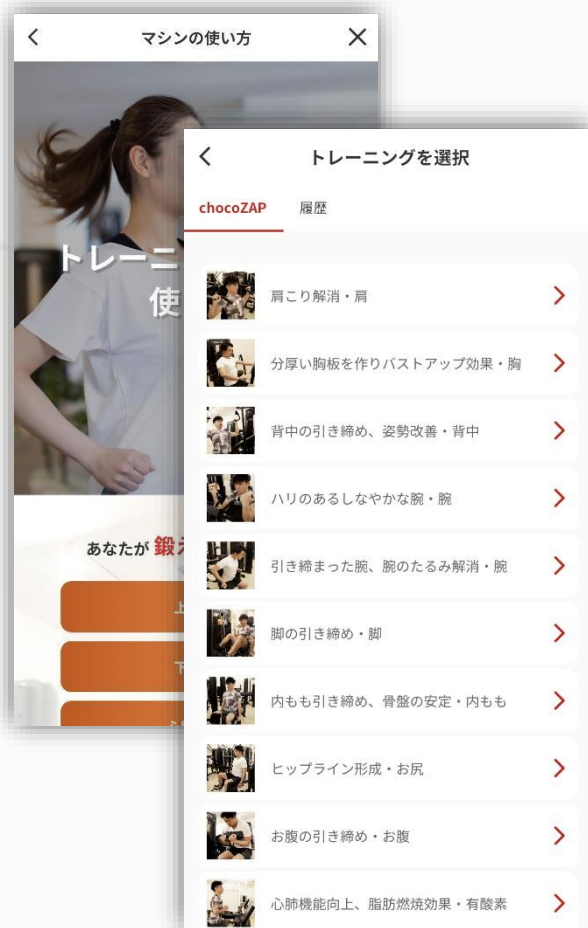 マシンの使い方
トレーニ
使
あなたが 鍛
トレーニングを選択
chocoZAP
履歴
肩こり解消・肩
分厚い胸板を作りバストアップ効果・胸
背中の引き締め、姿勢改善・背中
ハリのあるしなやかな腕・腕
引き締まった腕、腕のたるみ解消・腕
脚の引き締め・脚
内もも引き締め、骨盤の安定・内もも
ヒップライン形成・お尻
お腹の引き締め・お腹
心肺機能向上、脂肪燃焼効果・有酸素